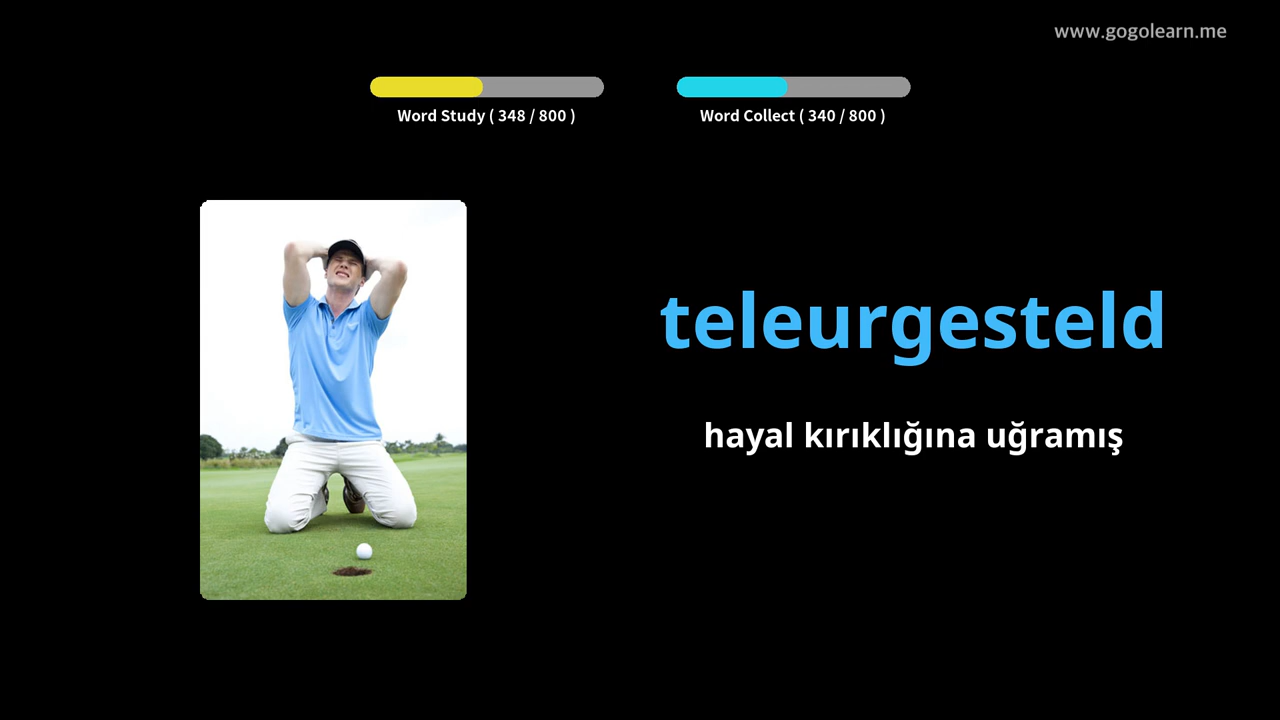 www.gogolearn.me
Word Study ( 348 / 800 )
Word Collect ( 340 / 800 )
teleurgesteld
hayal kırıklığına uğramış